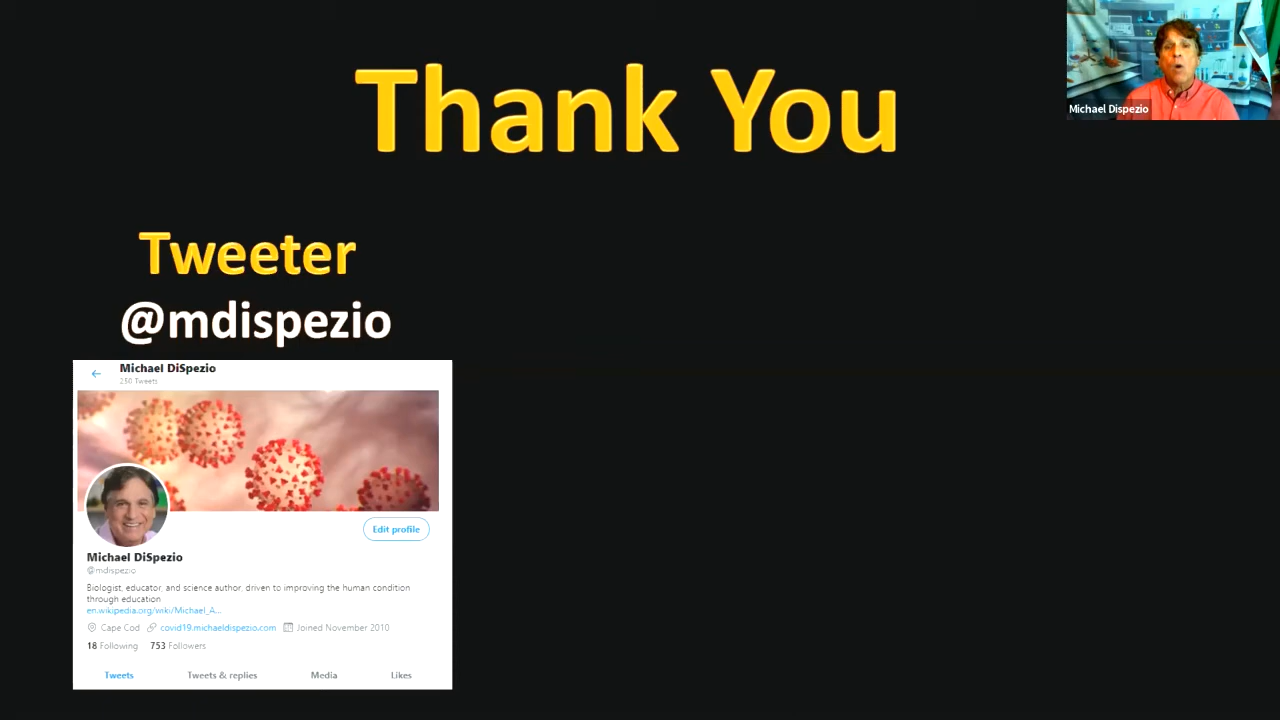 Thank You
Michael Dispezio
Tweeter
@mdispezio
Michael DiSpezio
250 Tweets
Edit profile
Michael DiSpezio
@mdispezio
Biologist, educator, and science author, driven to improving the human condition
through education
en.wikipedia.org/wiki/Michael_A...
Cape Cod covid19.michaeldispezio.com Joined November 2010
18 Following 753 Followers
Tweets Tweets & replies Media Likes